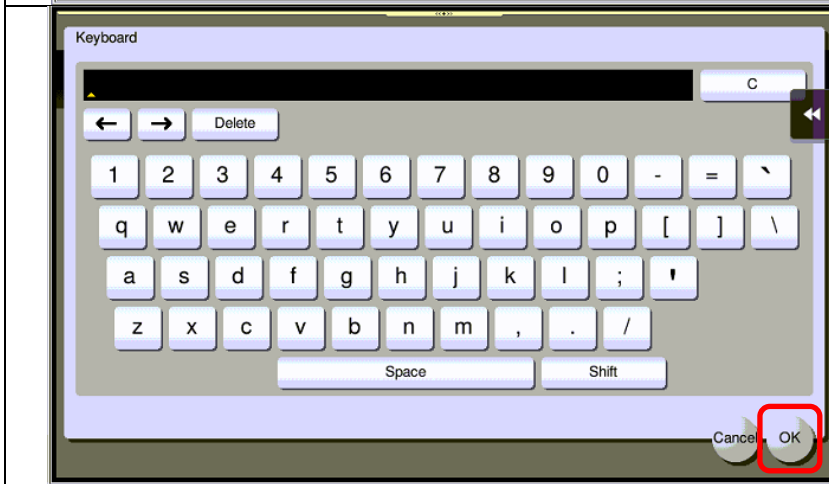 Keyboard
C
← → Delete
1 2 3 4 5 6 7 8 9 0 - = `
q w e r t y u i o p [ ] \
a s d f g h j k l ; '
z x c v b n m , . /
Space Shift
Cancel OK